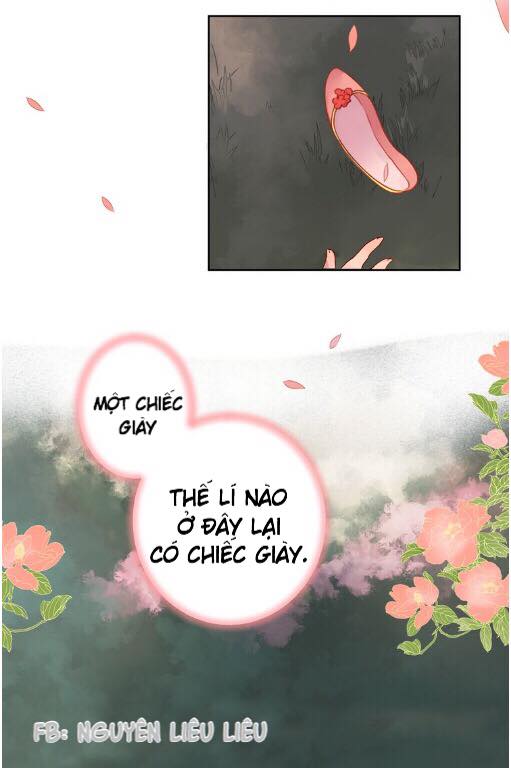 MỘT CHIẾC
GIÀY
THẾ LÍ NÀO
Ở ĐÂY LẠI
CÓ CHIẾC GIÀY.
FB: NGUYÊN LIÊU LIÊU